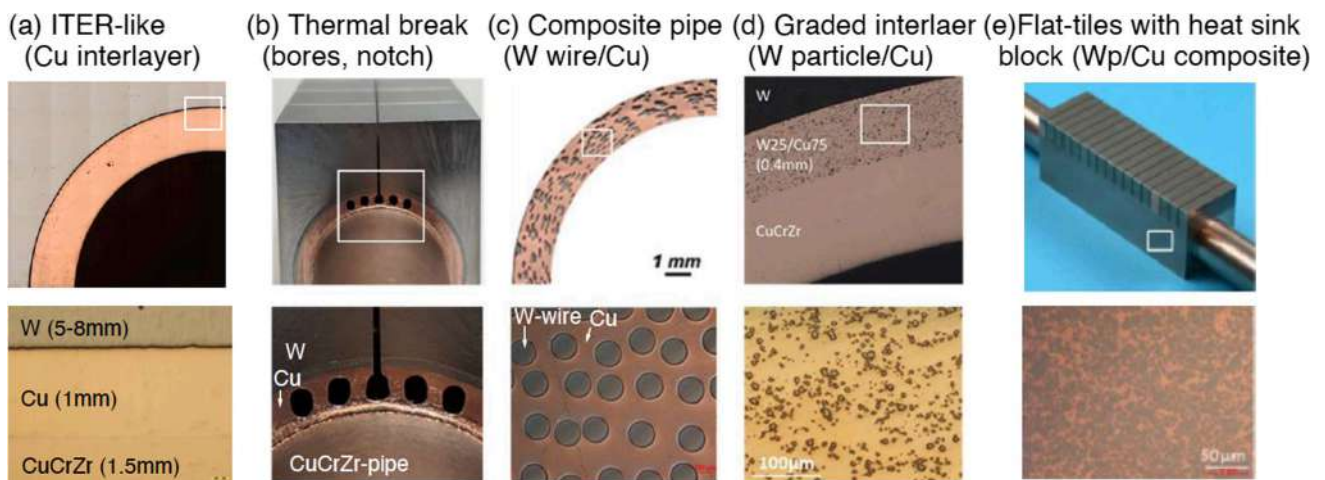 (a) ITER-like
(Cu interlayer)
(b) Thermal break
(bores, notch)
(c) Composite pipe
(W wire/Cu)
(d) Graded interlaer
(W particle/Cu)
(e)Flat-tiles with heat sink
block (Wp/Cu composite)
1 mm
W
W25/Cu75
(0.4mm)
CuCrZr
W (5-8mm)
Cu (1mm)
CuCrZr (1.5mm)
W
Cu
CuCrZr-pipe
W-wire
Cu
100µm
50µm